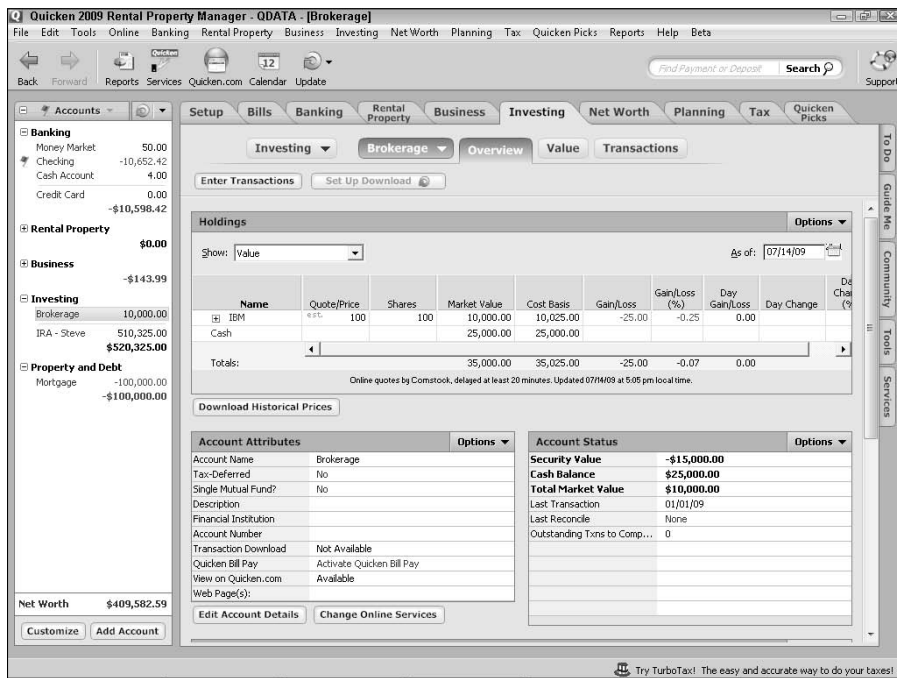 Quicken 2009 Rental Property Manager - QDATA - [Brokerage]
File Edit Tools Online Banking Rental Property Business Investing Net Worth Planning Tax Quicken Picks Reports Help Beta
Quicken
12
Back Forward Reports Services Quicken.com Calendar Update
Find Payment or Deposit Search
Support
Accounts
Setup Bills Banking Rental Property Business Investing Net Worth Planning Tax Quicken Picks
Banking
Money Market 50.00
Checking -10,652.42
Cash Account 4.00
Credit Card 0.00
-$10,598.42
Rental Property
$0.00
Business
-$143.99
Investing
Brokerage 10,000.00
IRA - Steve 510,325.00
$520,325.00
Property and Debt
Mortgage -100,000.00
-$100,000.00
Net Worth $409,582.59
Customize Add Account
Investing Brokerage Overview Value Transactions
Enter Transactions Set Up Download
Holdings Options
Show: Value As of: 07/14/09
Name Quote/Price Shares Market Value Cost Basis Gain/Loss Gain/Loss (%) Day Gain/Loss Day Change
IBM est. 100 100 10,000.00 10,025.00 -25.00 -0.25 0.00
Cash 25,000.00 25,000.00
Totals: 35,000.00 35,025.00 -25.00 -0.07 0.00
Online quotes by Comstock, delayed at least 20 minutes. Updated 07/14/09 at 5:05 pm local time.
Download Historical Prices
Account Attributes Options
Account Name Brokerage
Tax-Deferred No
Single Mutual Fund? No
Description
Financial Institution
Account Number
Transaction Download Not Available
Quicken Bill Pay Activate Quicken Bill Pay
View on Quicken.com Available
Web Page(s):
Edit Account Details Change Online Services
Account Status Options
Security Value -$15,000.00
Cash Balance $25,000.00
Total Market Value $10,000.00
Last Transaction 01/01/09
Last Reconcile None
Outstanding Txns to Comp... 0
To Do
Guide Me
Community
Tools
Services
Try TurboTax! The easy and accurate way to do your taxes!